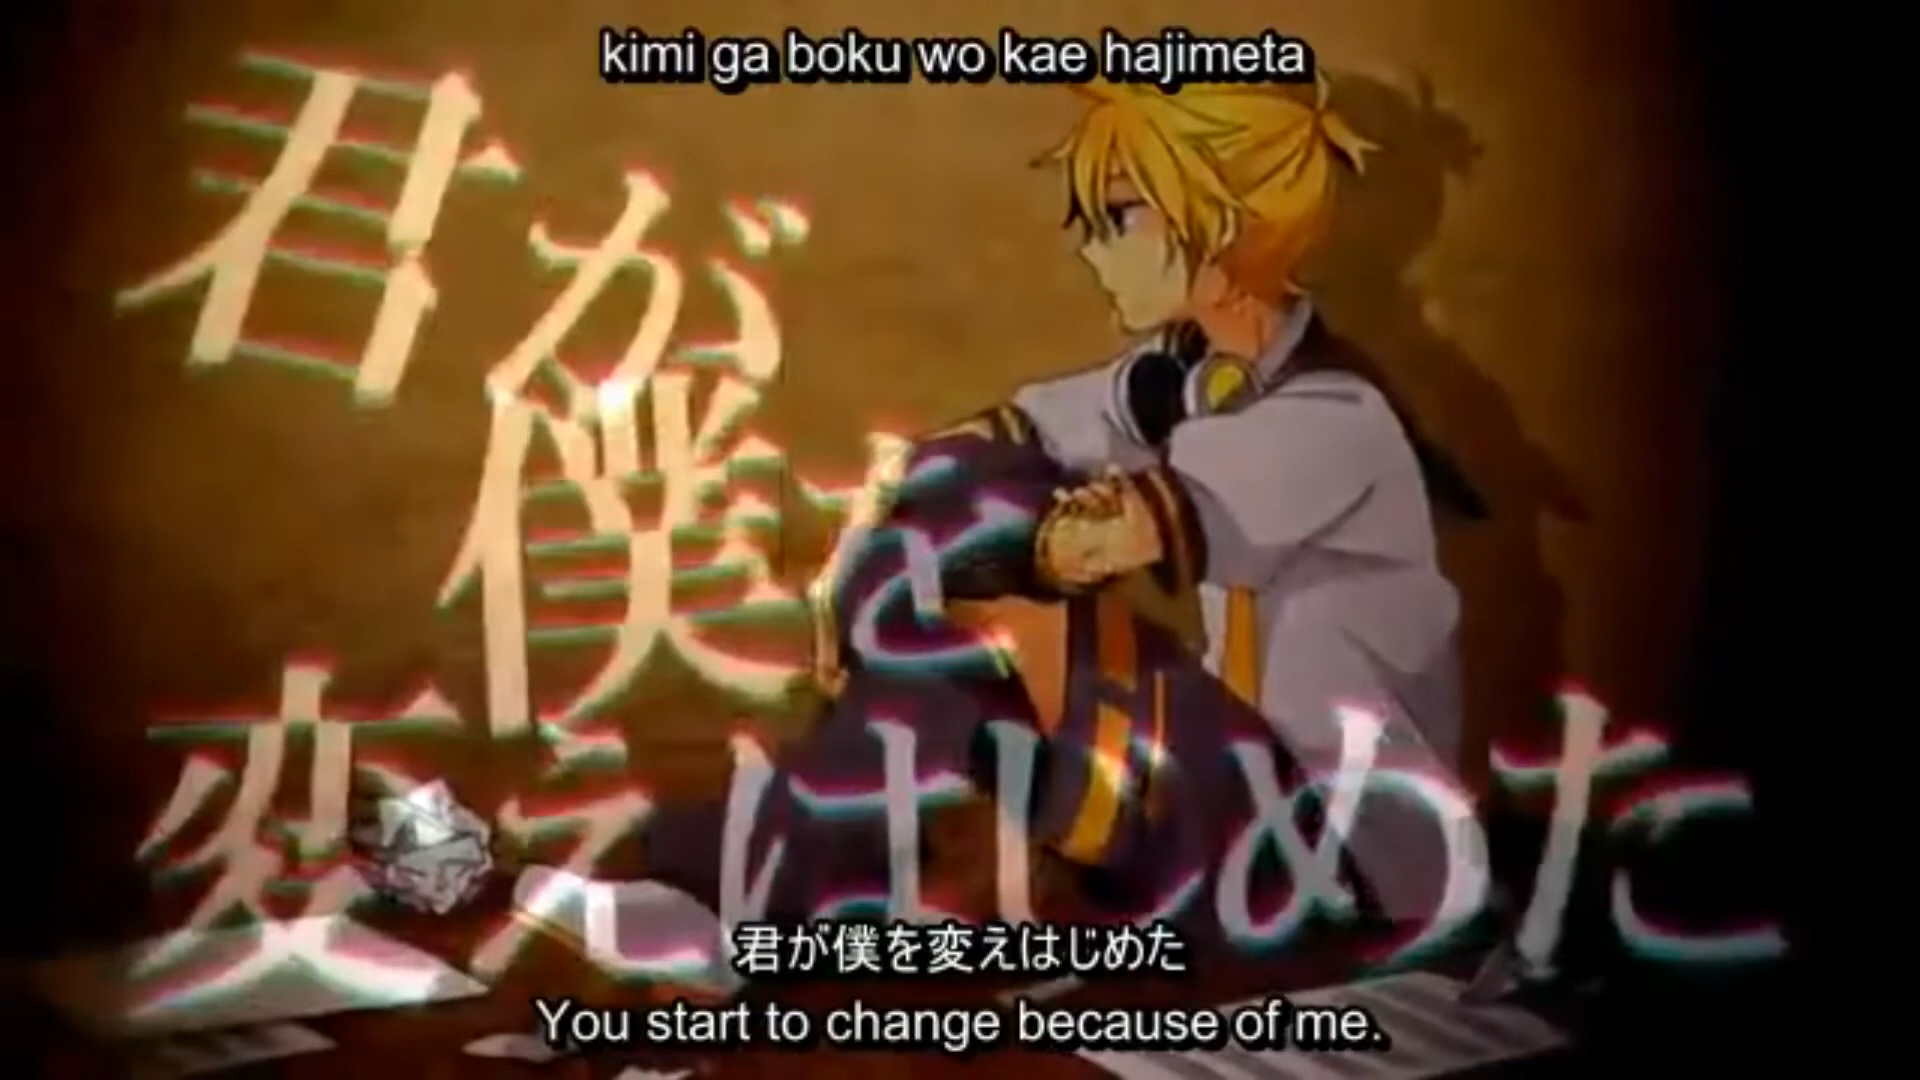 kimi ga boku wo kae hajimeta
君が
僕を
変えはじめた
君が僕を変えはじめた
You start to change because of me.